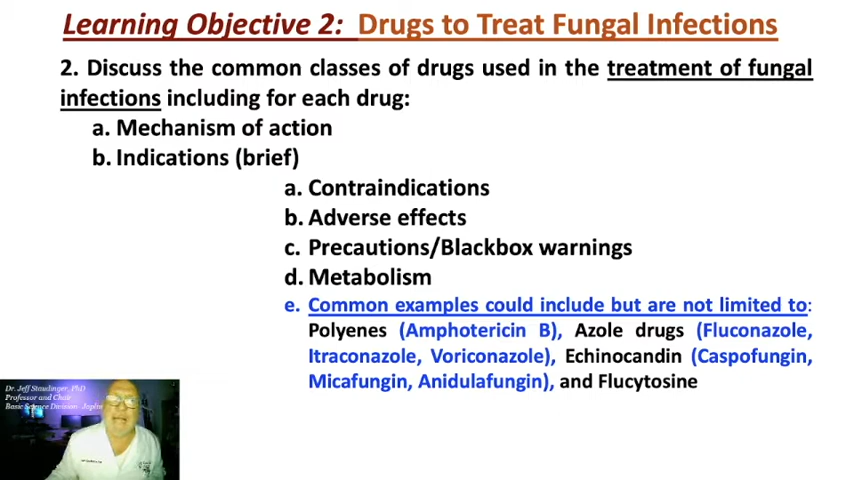 Learning Objective 2: Drugs to Treat Fungal Infections
2. Discuss the common classes of drugs used in the treatment of fungal
infections including for each drug:
a. Mechanism of action
b. Indications (brief)
a. Contraindications
b. Adverse effects
c. Precautions/Blackbox warnings
d. Metabolism
e. Common examples could include but are not limited to:
Polyenes (Amphotericin B), Azole drugs (Fluconazole,
Itraconazole, Voriconazole), Echinocandin (Caspofungin,
Micafungin, Anidulafungin), and Flucytosine
Dr. Jeff Staudinger, PhD
Professor and Chair
Basic Science Division- Joplin